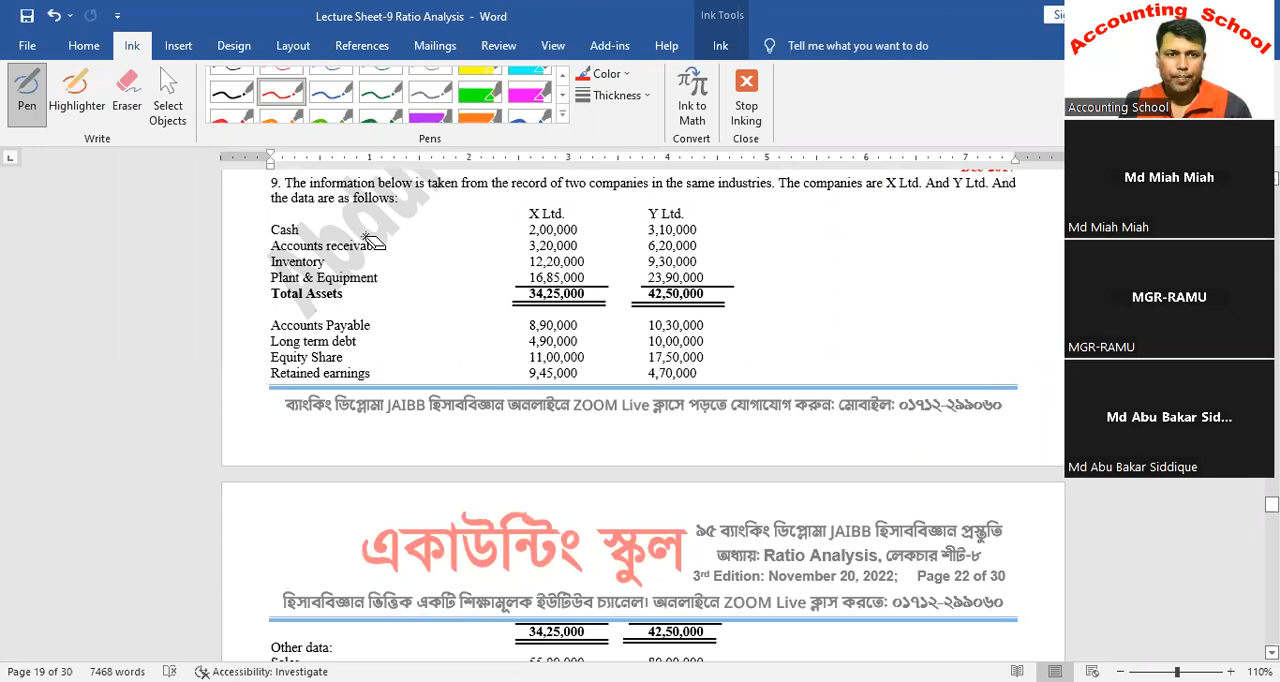 Lecture Sheet-9 Ratio Analysis - Word
Ink Tools
File
Home
Ink
Insert
Design
Layout
References
Mailings
Review
View
Add-ins
Help
Ink
Tell me what you want to do
Pen
Highlighter
Eraser
Select Objects
Color
Thickness
Ink to Math
Stop Inking
Write
Pens
Convert
Close
Accounting School
Accounting School
Md Miah Miah
Md Miah Miah
MGR-RAMU
MGR-RAMU
Md Abu Bakar Sid...
Md Abu Bakar Siddique
1 2 3 4 5 6 7
9. The information below is taken from the record of two companies in the same industries. The companies are X Ltd. And Y Ltd. And
the data are as follows:
X Ltd. Y Ltd.
Cash 2,00,000 3,10,000
Accounts 3,20,000 6,20,000
Inventory 12,20,000 9,30,000
Plant & Equipment 16,85,000 23,90,000
Total Assets 34,25,000 42,50,000
Accounts Payable 8,90,000 10,30,000
Long term debt 4,90,000 10,00,000
Equity Share 11,00,000 17,50,000
Retained earnings 9,45,000 4,70,000
ব্যাংকিং ডিপ্লোমা JAIBB হিসাববিজ্ঞান অনলাইনে ZOOM Live ক্লাসে পড়তে যোগাযোগ করুন: মোবাইল: ০১৭১২-২৯৯০৬০
একাউন্টিং স্কুল
৯৫ ব্যাংকিং ডিপ্লোমা JAIBB হিসাববিজ্ঞান প্রস্তুতি
অধ্যায়: Ratio Analysis, লেকচার শীট-৮
3rd Edition: November 20, 2022; Page 22 of 30
হিসাববিজ্ঞান ভিত্তিক একটি শিক্ষামূলক ইউটিউব চ্যানেল। অনলাইনে ZOOM Live ক্লাস করতে: ০১৭১২-২৯৯০৬০
34,25,000 42,50,000
Other data:
Page 19 of 30
7468 words
Accessibility: Investigate
110%